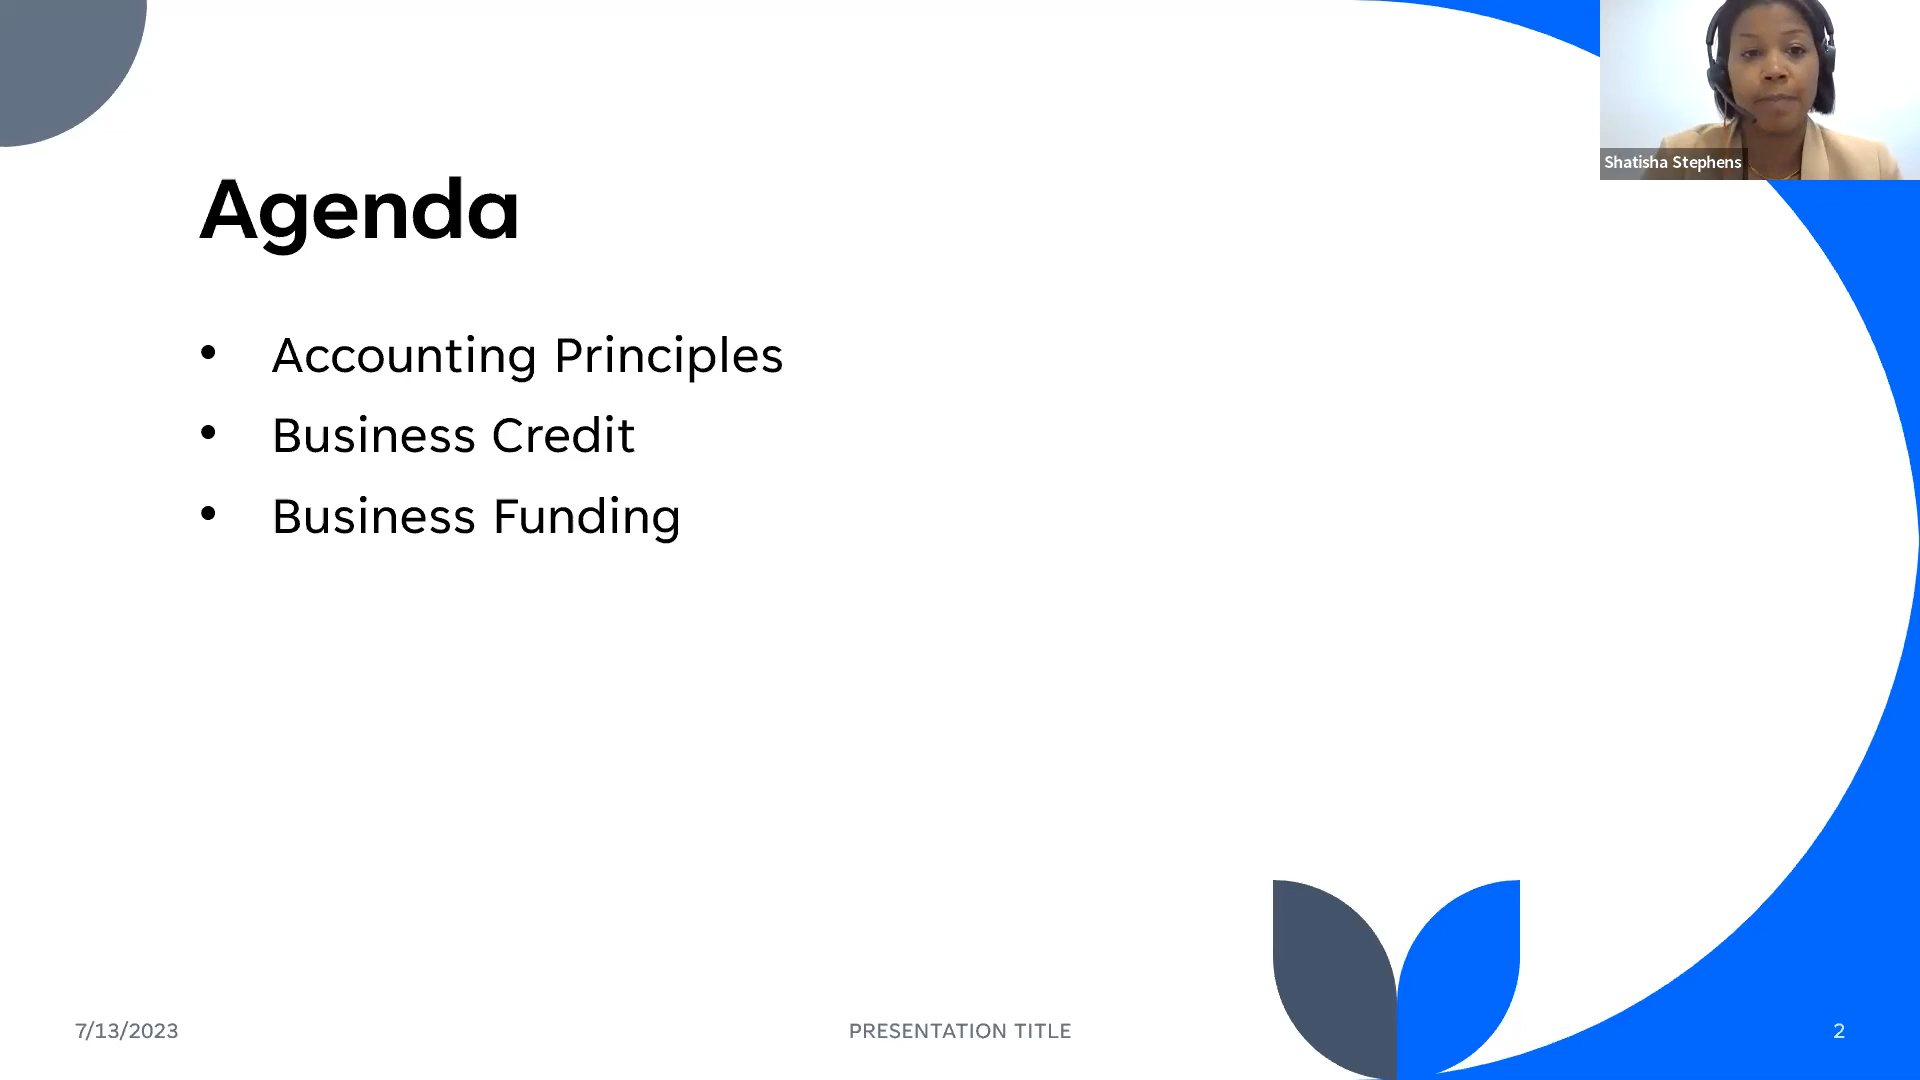 Shatisha Stephens
Agenda
• Accounting Principles
• Business Credit
• Business Funding
7/13/2023
PRESENTATION TITLE
2